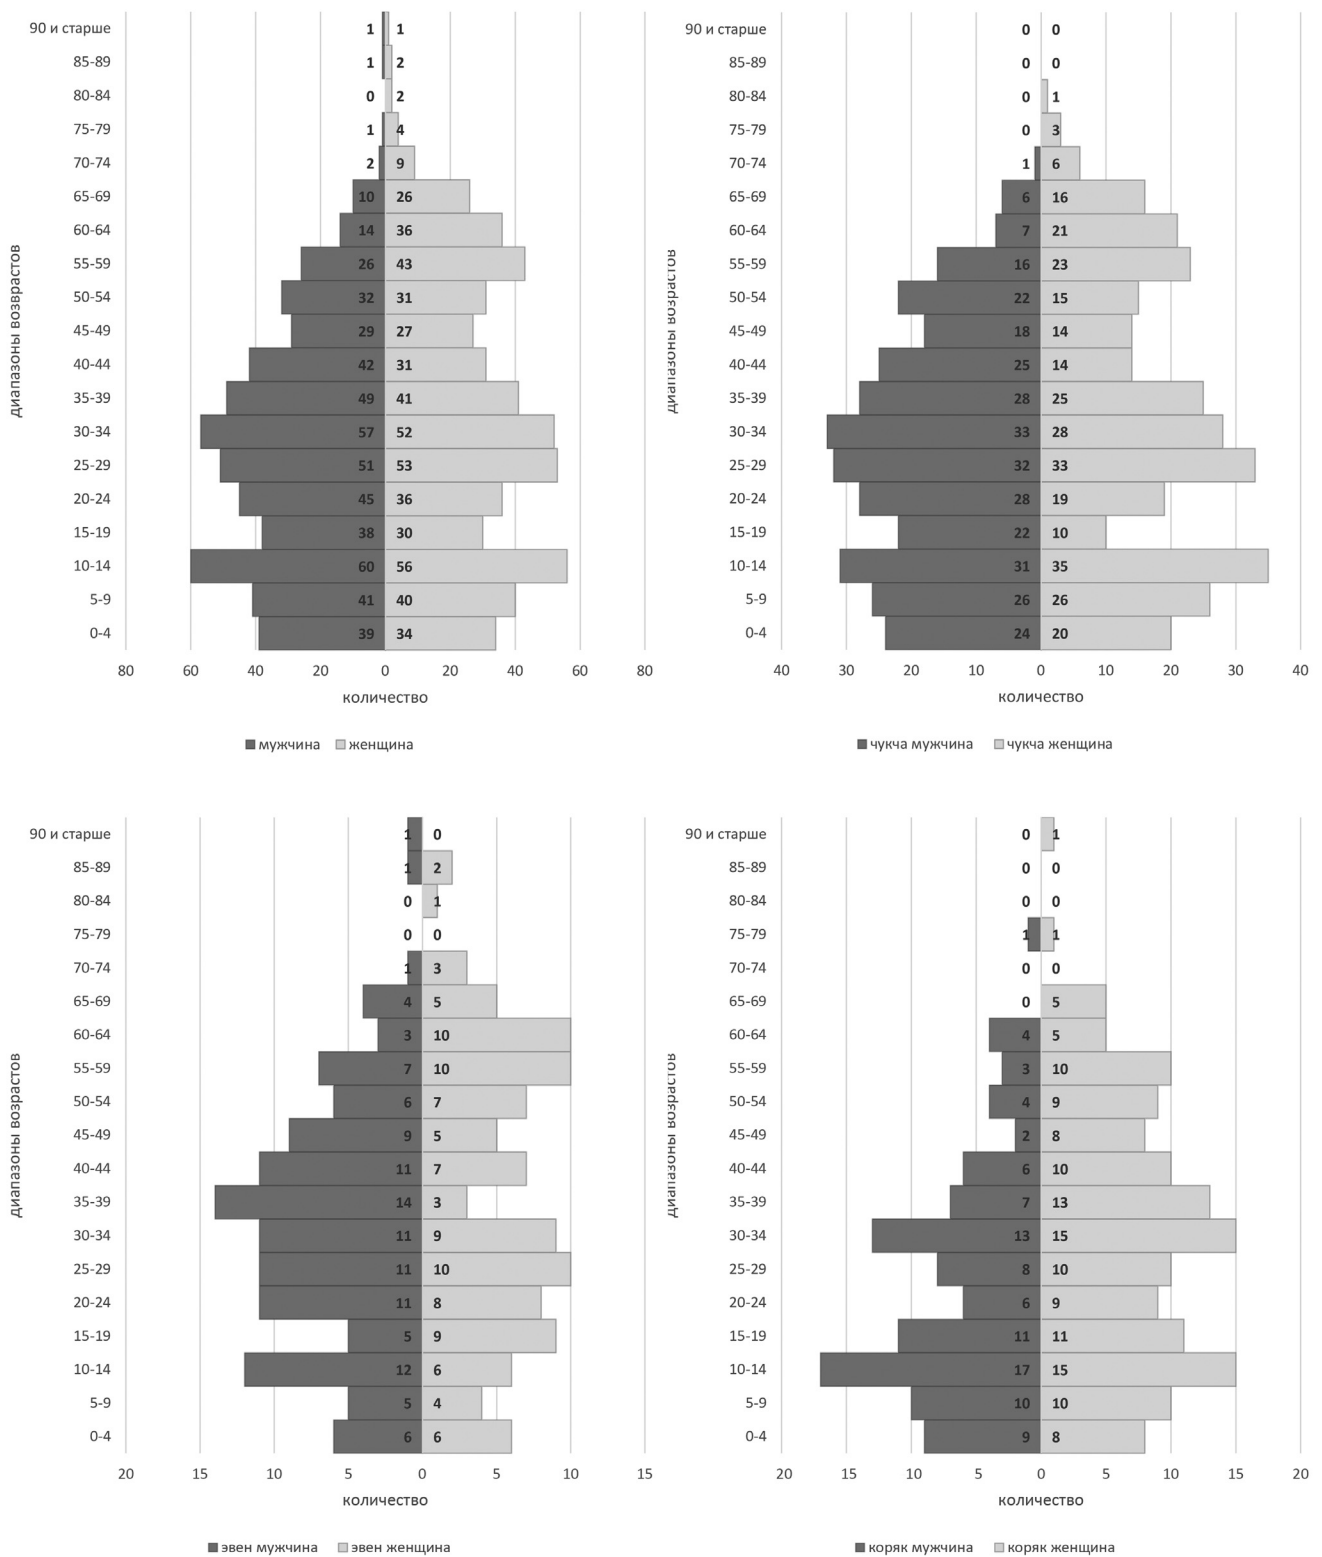 90 и старше 1 1
85-89 1 2
80-84 0 2
75-79 1 4
70-74 2 9
65-69 10 26
60-64 14 36
55-59 26 43
50-54 32 31
45-49 29 27
40-44 42 31
35-39 49 41
30-34 57 52
25-29 51 53
20-24 45 36
15-19 38 30
10-14 60 56
5-9 41 40
0-4 39 34
80 60 40 20 0 20 40 60 80
диапазоны возврастов
количество
мужчина женщина
90 и старше 0 0
85-89 0 0
80-84 0 1
75-79 0 3
70-74 1 6
65-69 6 16
60-64 7 21
55-59 16 23
50-54 22 15
45-49 18 14
40-44 25 14
35-39 28 25
30-34 33 28
25-29 32 33
20-24 28 19
15-19 22 10
10-14 31 35
5-9 26 26
0-4 24 20
40 30 20 10 0 10 20 30 40
диапазоны возрастов
количество
чукча мужчина чукча женщина
90 и старше 1 0
85-89 1 2
80-84 0 1
75-79 0 0
70-74 1 3
65-69 4 5
60-64 3 10
55-59 7 10
50-54 6 7
45-49 9 5
40-44 11 7
35-39 14 3
30-34 11 9
25-29 11 10
20-24 11 8
15-19 5 9
10-14 12 6
5-9 5 4
0-4 6 6
20 15 10 5 0 5 10 15
диапазоны возрастов
количество
эвен мужчина эвен женщина
90 и старше 0 1
85-89 0 0
80-84 0 0
75-79 1 1
70-74 0 0
65-69 0 5
60-64 4 5
55-59 3 10
50-54 4 9
45-49 2 8
40-44 6 10
35-39 7 13
30-34 13 15
25-29 8 10
20-24 6 9
15-19 11 11
10-14 17 15
5-9 10 10
0-4 9 8
20 15 10 5 0 5 10 15 20
диапазоны возрастов
количество
коряк мужчина коряк женщина